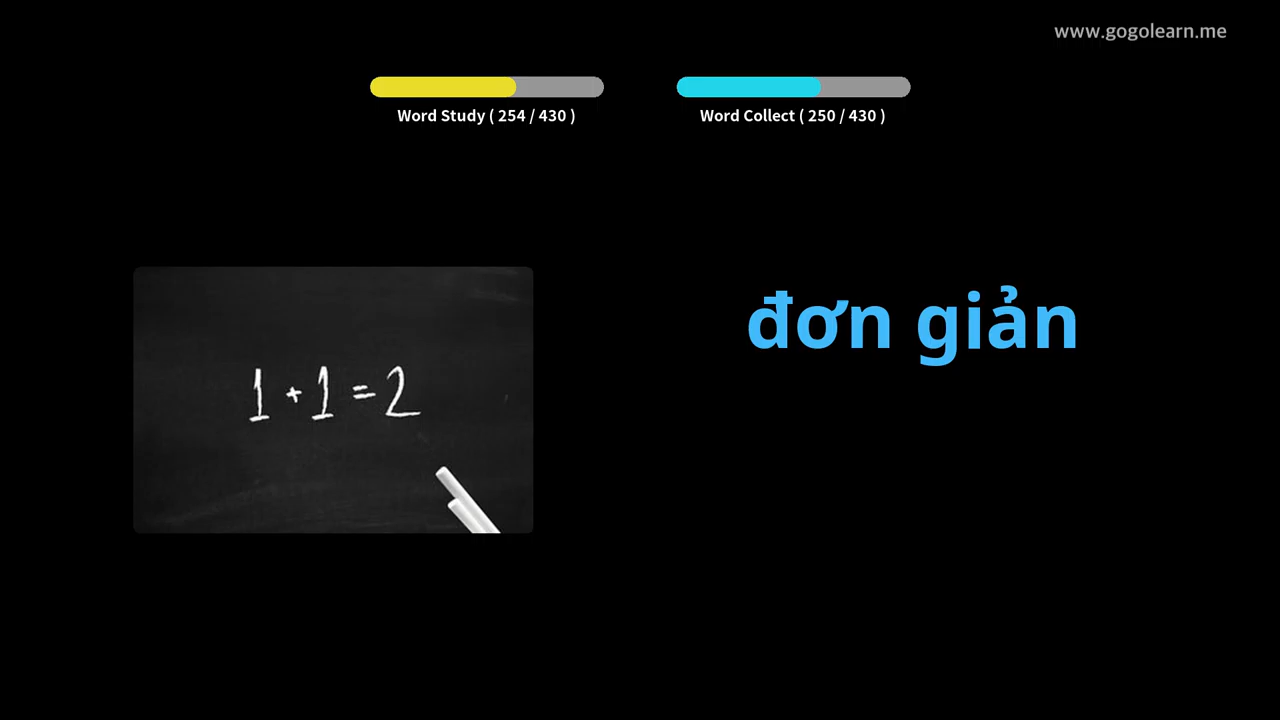 www.gogolearn.me
Word Study ( 254 / 430 )
Word Collect ( 250 / 430 )
đơn giản
1 + 1 = 2